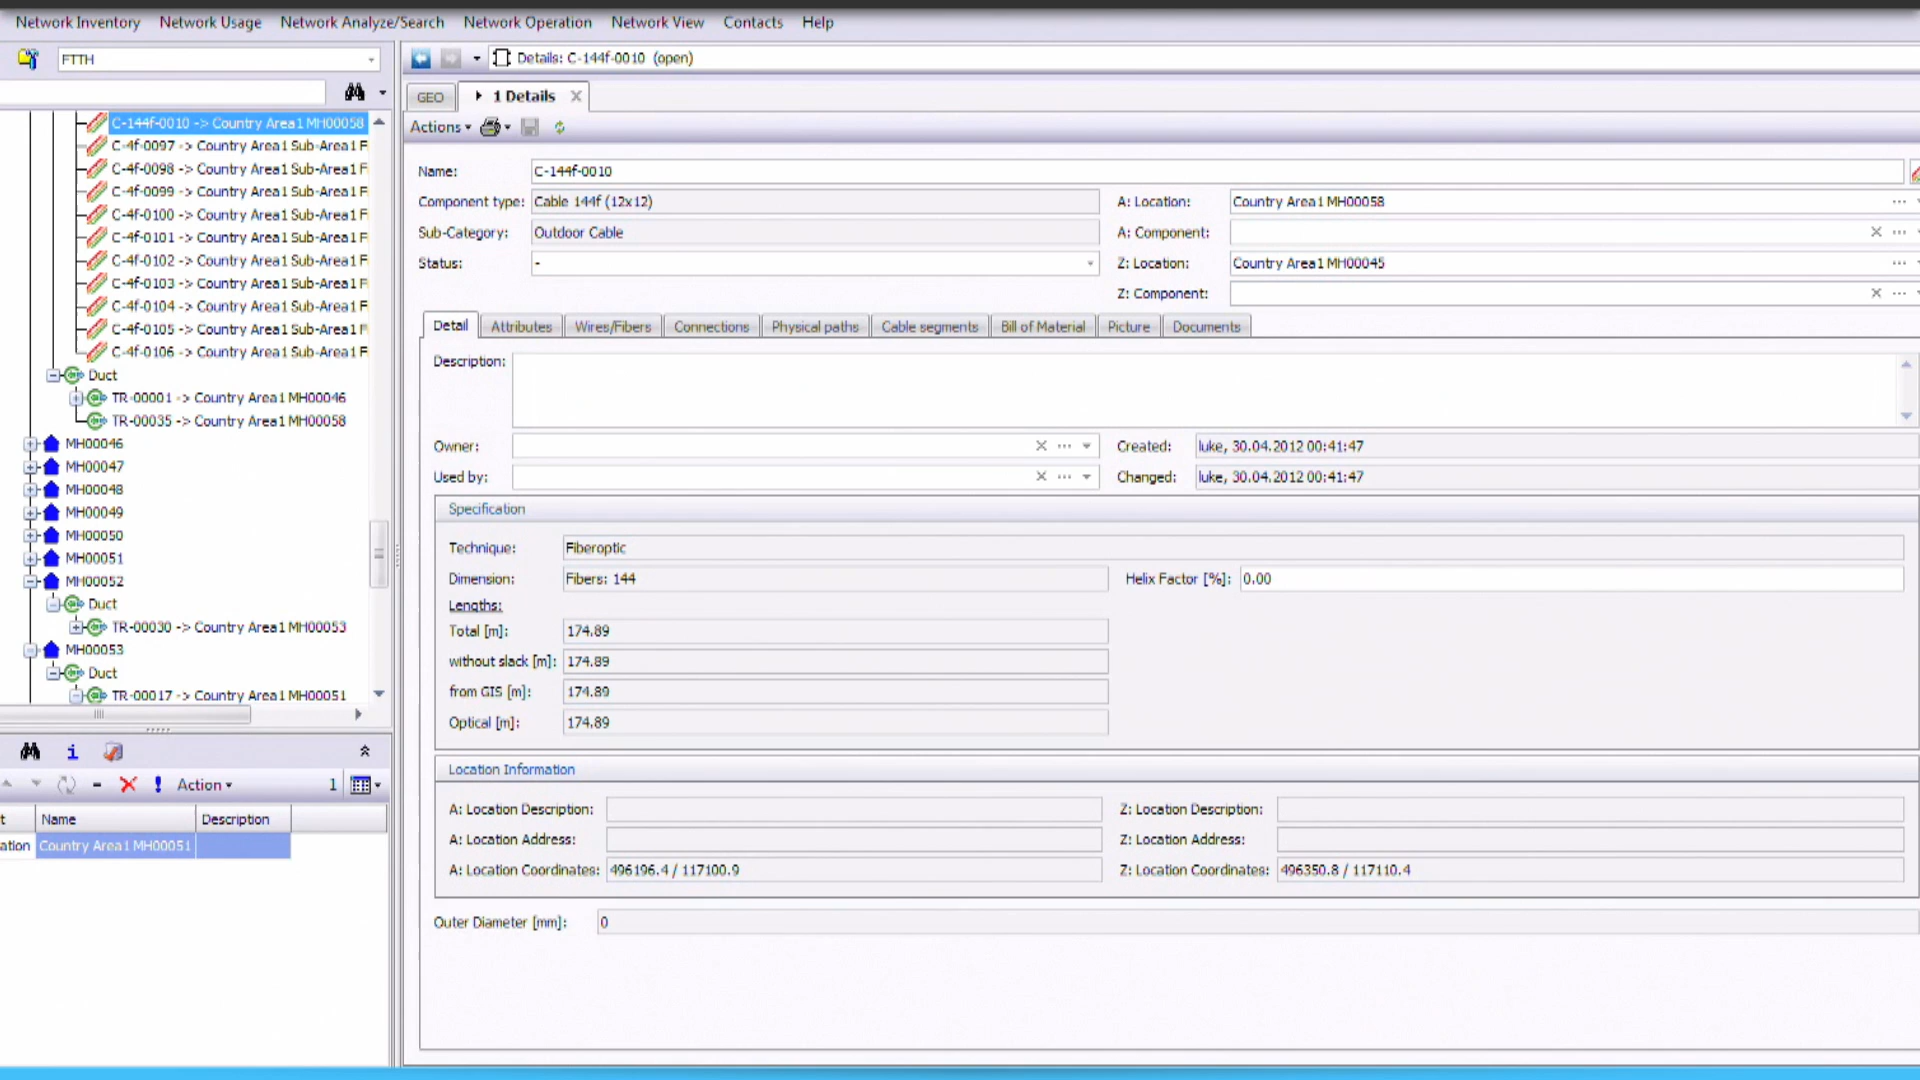 Network Inventory Network Usage Network Analyze/Search Network Operation Network View Contacts Help
FTTH
Details: C-144f-0010 (open)
GEO 1 Details
Actions
C-144f-0010 -> Country Area1 MH00058
C-4f-0097 -> Country Area1 Sub-Area1 F
C-4f-0098 -> Country Area1 Sub-Area1 F
C-4f-0099 -> Country Area1 Sub-Area1 F
C-4f-0100 -> Country Area1 Sub-Area1 F
C-4f-0101 -> Country Area1 Sub-Area1 F
C-4f-0102 -> Country Area1 Sub-Area1 F
C-4f-0103 -> Country Area1 Sub-Area1 F
C-4f-0104 -> Country Area1 Sub-Area1 F
C-4f-0105 -> Country Area1 Sub-Area1 F
C-4f-0106 -> Country Area1 Sub-Area1 F
Duct
TR-00001 -> Country Area1 MH00046
TR-00035 -> Country Area1 MH00058
MH00046
MH00047
MH00048
MH00049
MH00050
MH00051
MH00052
Duct
TR-00030 -> Country Area1 MH00053
MH00053
Duct
TR-00017 -> Country Area1 MH00051
Action 1
t Name Description
ation Country Area1 MH00051
Name: C-144f-0010
Component type: Cable 144f (12x12) A: Location: Country Area1 MH00058
Sub-Category: Outdoor Cable A: Component:
Status: - Z: Location: Country Area1 MH00045
Z: Component:
Detail Attributes Wires/Fibers Connections Physical paths Cable segments Bill of Material Picture Documents
Description:
Owner: Created: luke, 30.04.2012 00:41:47
Used by: Changed: luke, 30.04.2012 00:41:47
Specification
Technique: Fiberoptic
Dimension: Fibers: 144 Helix Factor [%]: 0.00
Lengths:
Total [m]: 174.89
without slack [m]: 174.89
from GIS [m]: 174.89
Optical [m]: 174.89
Location Information
A: Location Description: Z: Location Description:
A: Location Address: Z: Location Address:
A: Location Coordinates: 496196.4 / 117100.9 Z: Location Coordinates: 496350.8 / 117110.4
Outer Diameter [mm]: 0